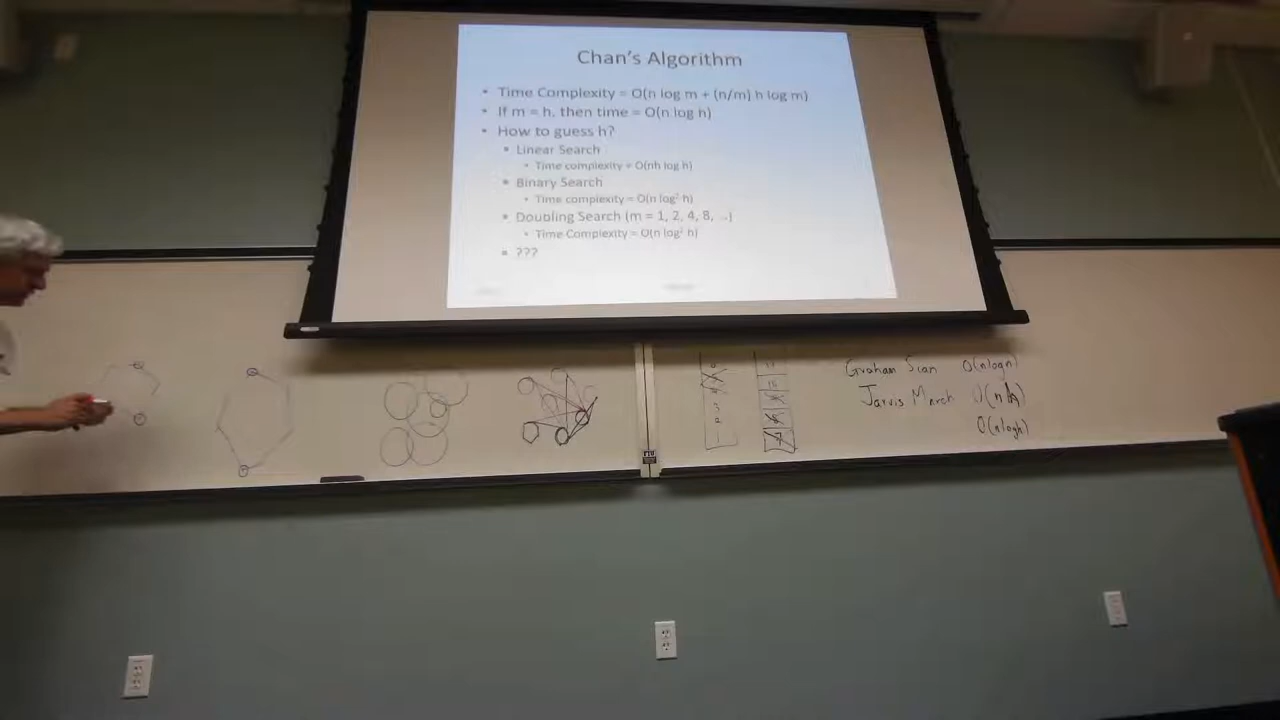 Chan's Algorithm
• Time Complexity = O(n log m + (n/m) h log m)
• If m = h, then time = O(n log h)
• How to guess h?
▪ Linear Search
• Time complexity = O(nh log h)
▪ Binary Search
• Time complexity = O(n log² h)
▪ Doubling Search (m = 1, 2, 4, 8, ...)
• Time Complexity = O(n log² h)
▪ ???
Graham Scan O(nlogn)
Jarvis March O(nh)
O(nlogh)